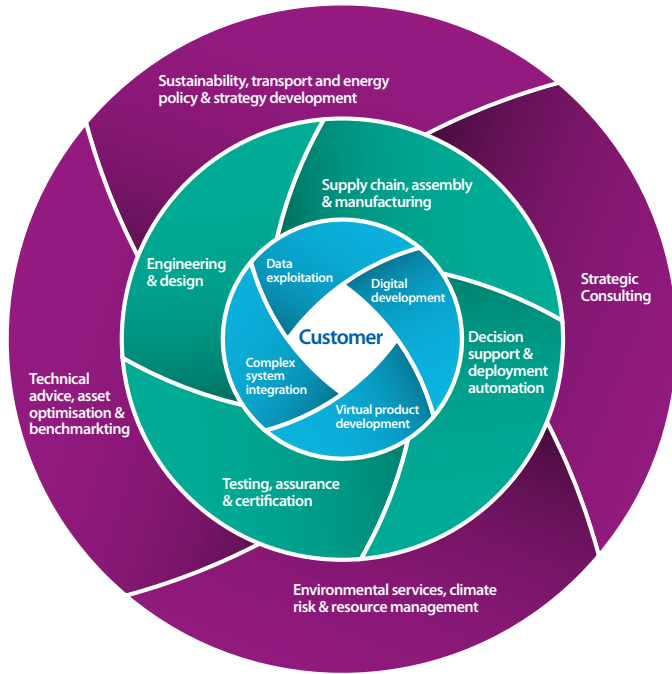 Sustainability, transport and energy
policy & strategy development
Supply chain, assembly
& manufacturing
Engineering
& design
Data
exploitation
Digital
development
Strategic
Consulting
Customer
Decision
support &
deployment
automation
Complex
system
integration
Technical
advice, asset
optimisation &
benchmarkting
Virtual product
development
Testing, assurance
& certification
Environmental services, climate
risk & resource management